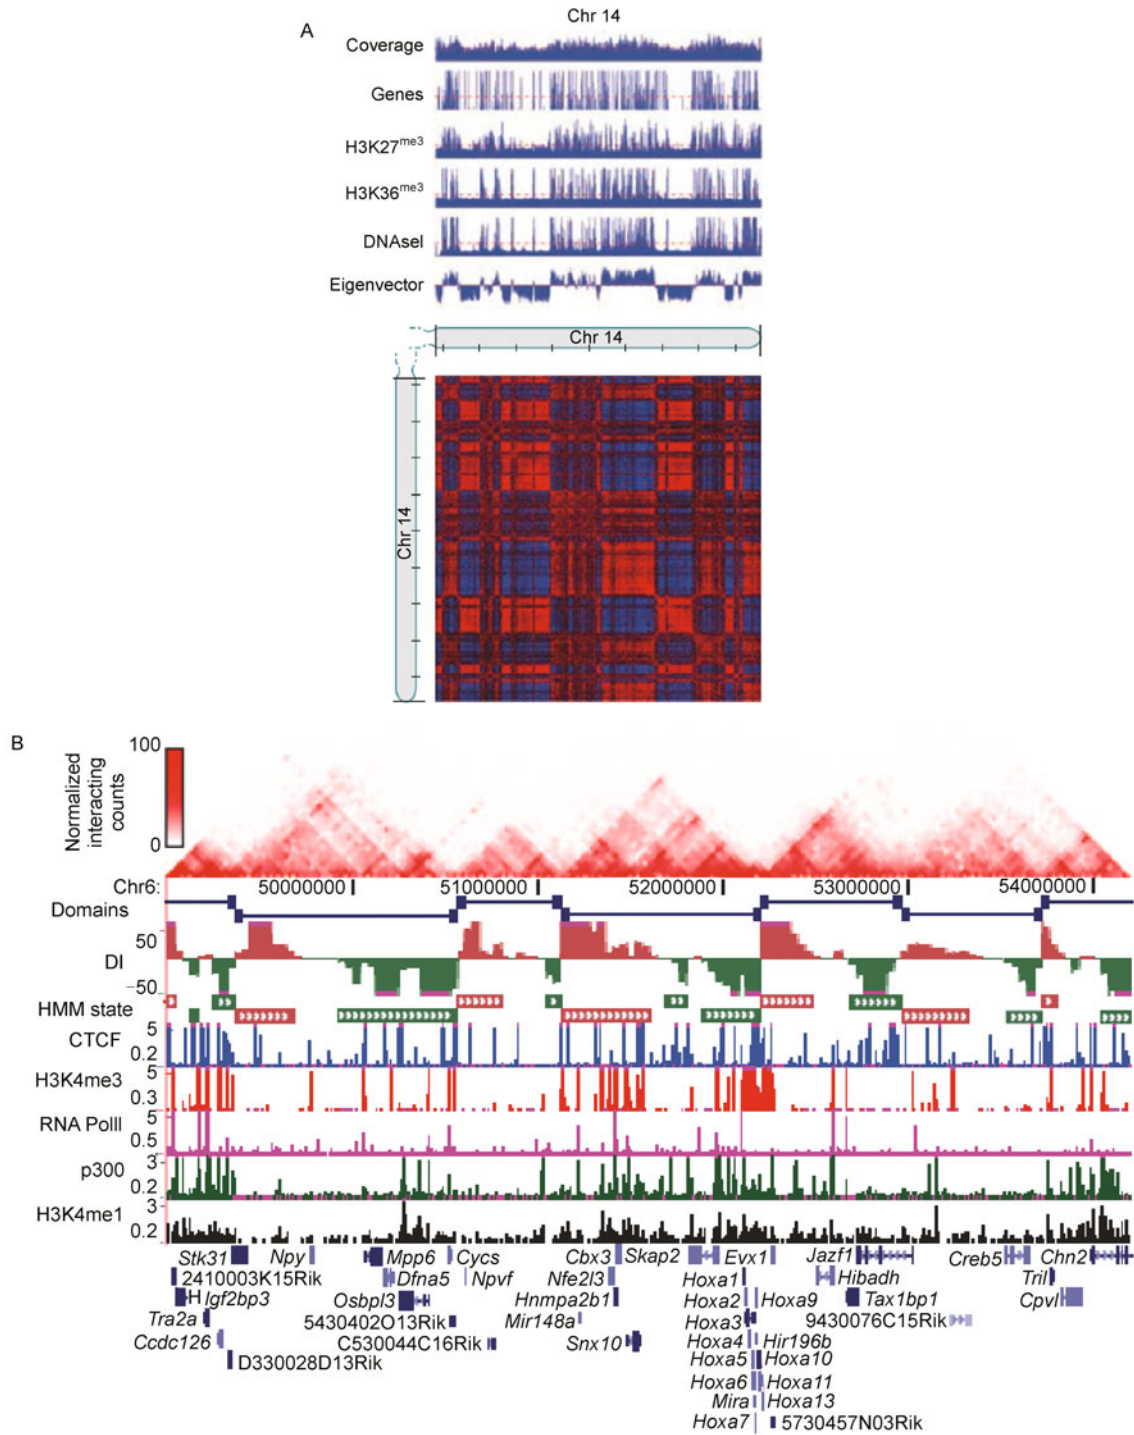 A
Chr 14
Coverage
Genes
H3K27me3
H3K36me3
DNAseI
Eigenvector
Chr 14
Chr 14
B
Normalized
interacting
counts
100
0
Chr6:
50000000
51000000
52000000
53000000
54000000
Domains
50
DI
−50
HMM state
CTCF
5
0.2
H3K4me3
5
0.3
RNA PolII
5
0.5
p300
3
0.2
H3K4me1
3
0.2
Stk31 Npy Mpp6 Cycs Cbx3 Skap2 Evx1 Jazf1 Creb5 Chn2
2410003K15Rik Dfna5 Npvf Nfe2l3 Hoxa1 Hibadh Tril
H Igf2bp3 Osbpl3 Hnmpa2b1 Hoxa2 Hoxa9 Tax1bp1 Cpvl
Tra2a 5430402O13Rik Mir148a Hoxa3 9430076C15Rik
Ccdc126 C530044C16Rik Snx10 Hoxa4 Hir196b
D330028D13Rik Hoxa5 Hoxa10
Hoxa6 Hoxa11
Mira Hoxa13
Hoxa7 5730457N03Rik